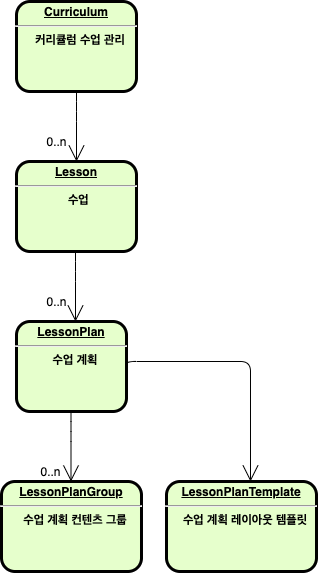 Curriculum
커리큘럼 수업 관리
0..n
Lesson
수업
0..n
LessonPlan
수업 계획
0..n
LessonPlanGroup
수업 계획 컨텐츠 그룹
LessonPlanTemplate
수업 계획 레이아웃 템플릿